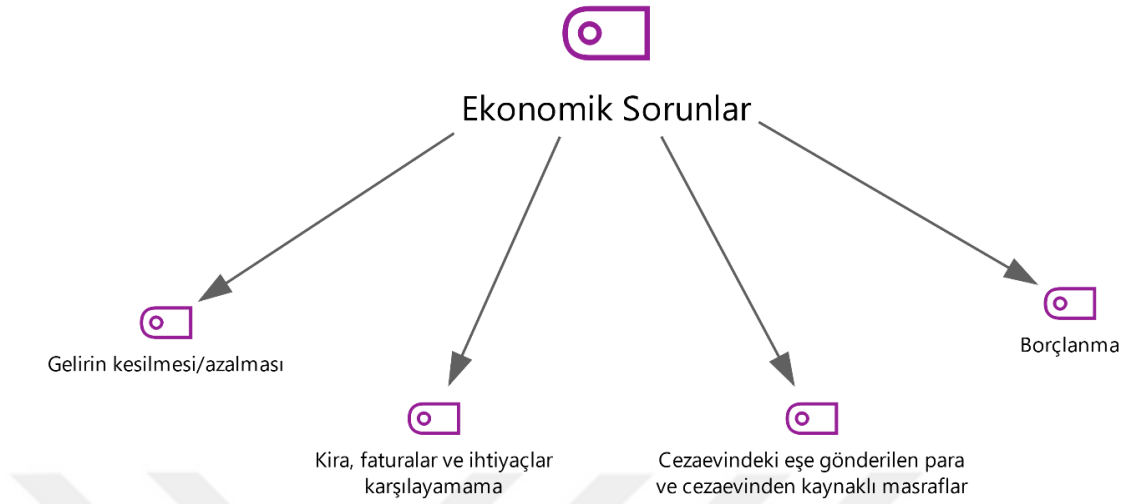 Ekonomik Sorunlar
Gelirin kesilmesi/azalması
Borçlanma
Kira, faturalar ve ihtiyaçlar
karşılayamama
Cezaevindeki eşe gönderilen para
ve cezaevinden kaynaklı masraflar